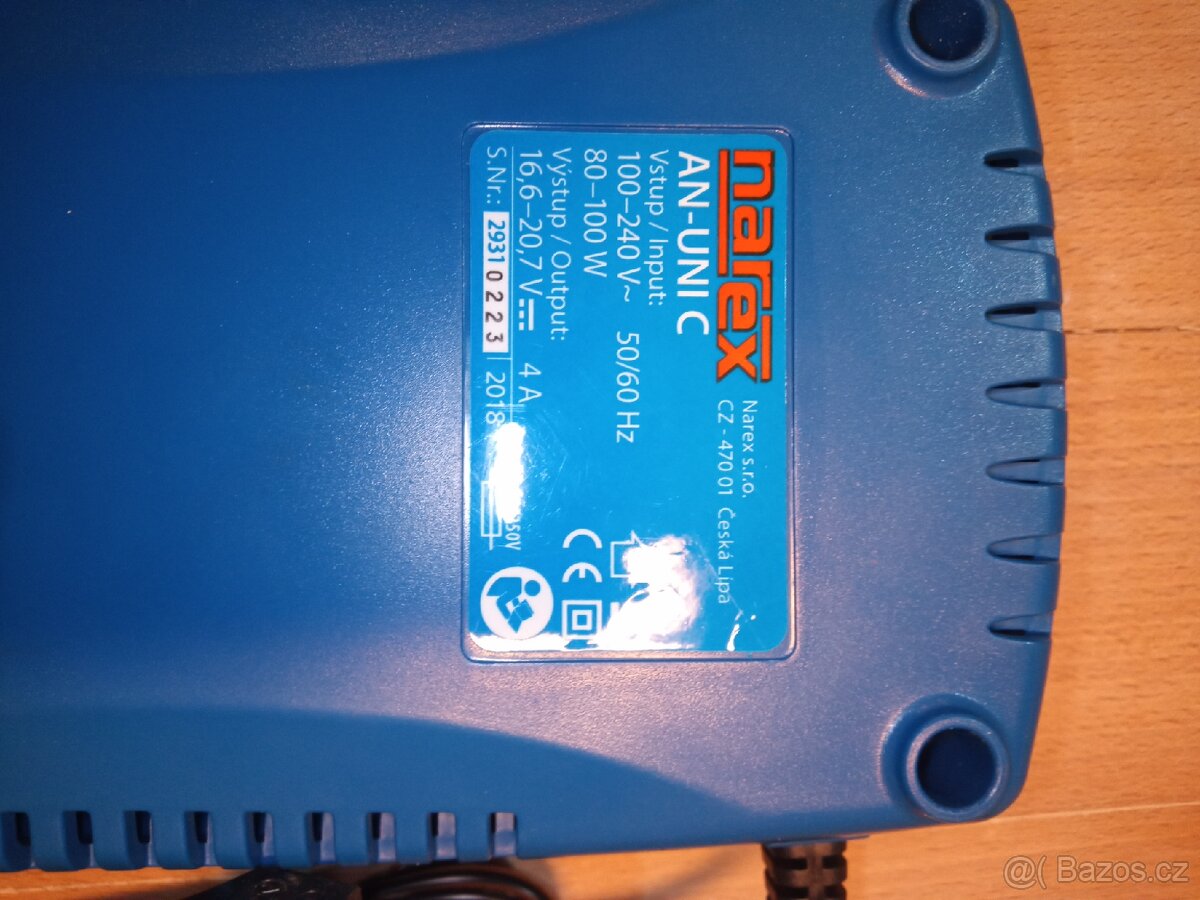 narex
Narex s.r.o.
CZ - 470 01 Česká Lípa
AN-UNI C
Vstup / Input:
100–240 V~ 50/60 Hz
80–100 W
Výstup / Output:
16,6–20,7 V 4 A
S.Nr.: 2931 0 2 2 3 2018
CE
@( Bazos.cz